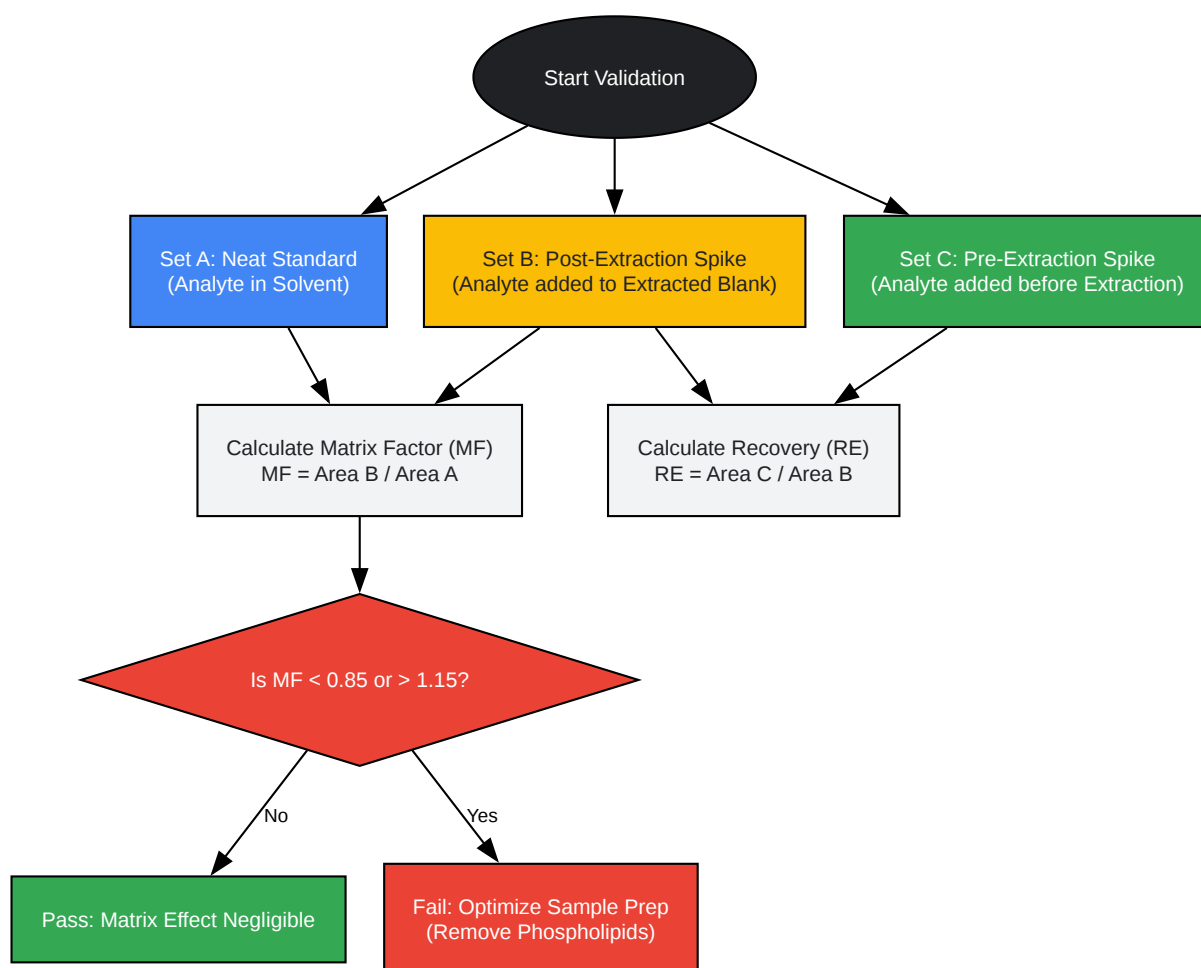 Start Validation
Set A: Neat Standard
(Analyte in Solvent)
Set B: Post-Extraction Spike
(Analyte added to Extracted Blank)
Set C: Pre-Extraction Spike
(Analyte added before Extraction)
Calculate Matrix Factor (MF)
MF = Area B / Area A
Calculate Recovery (RE)
RE = Area C / Area B
Is MF < 0.85 or > 1.15?
No
Yes
Pass: Matrix Effect Negligible
Fail: Optimize Sample Prep
(Remove Phospholipids)